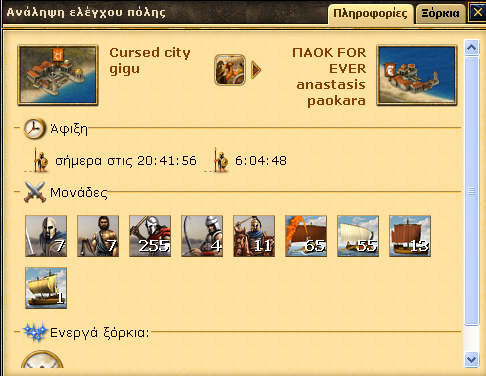 Ανάληψη ελέγχου πόλης
Πληροφορίες
Ξόρκια
Cursed city
gigu
ΠΑΟΚ FOR
EVER
anastasis
paokara
Άφιξη
σήμερα στις 20:41:56
6:04:48
Μονάδες
7 7 255 4 11 65 55 13
1
Ενεργά ξόρκια: